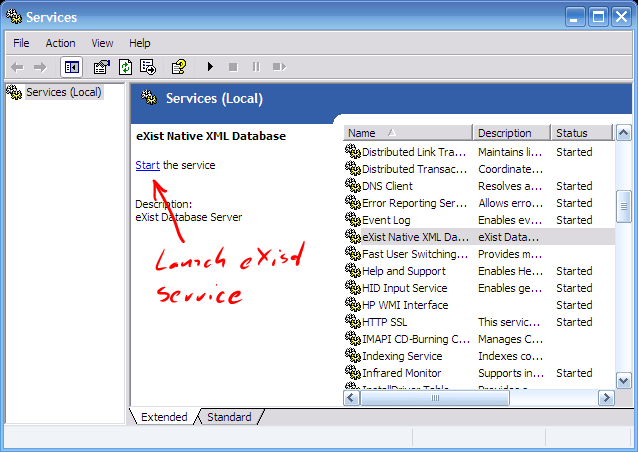 Services
File Action View Help
Services (Local)
Services (Local)
eXist Native XML Database
Start the service
Description:
eXist Database Server
Launch eXist
service
Name Description Status
Distributed Link Tra... Maintains li... Started
Distributed Transac... Coordinate...
DNS Client Resolves a... Started
Error Reporting Ser... Allows erro... Started
Event Log Enables ev... Started
eXist Native XML Da... eXist Data...
Fast User Switching... Provides m...
Help and Support Enables He... Started
HID Input Service Enables ge... Started
HP WMI Interface Started
HTTP SSL This servic... Started
IMAPI CD-Burning C... Manages C...
Indexing Service Indexes co...
Infrared Monitor Supports in... Started
InstallDriver Table
Extended Standard